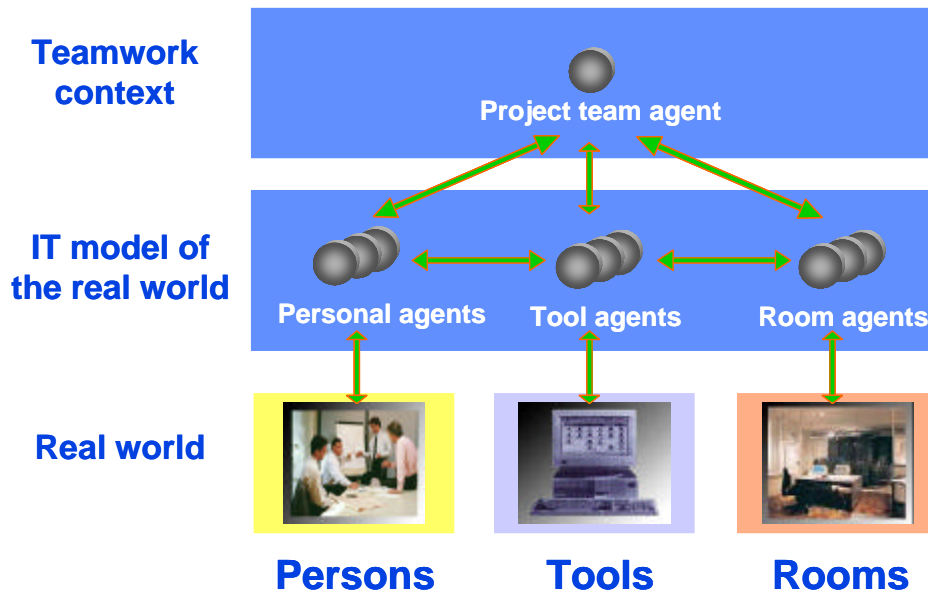 Teamwork
context
Project team agent
IT model of
the real world
Personal agents
Tool agents
Room agents
Real world
Persons
Tools
Rooms